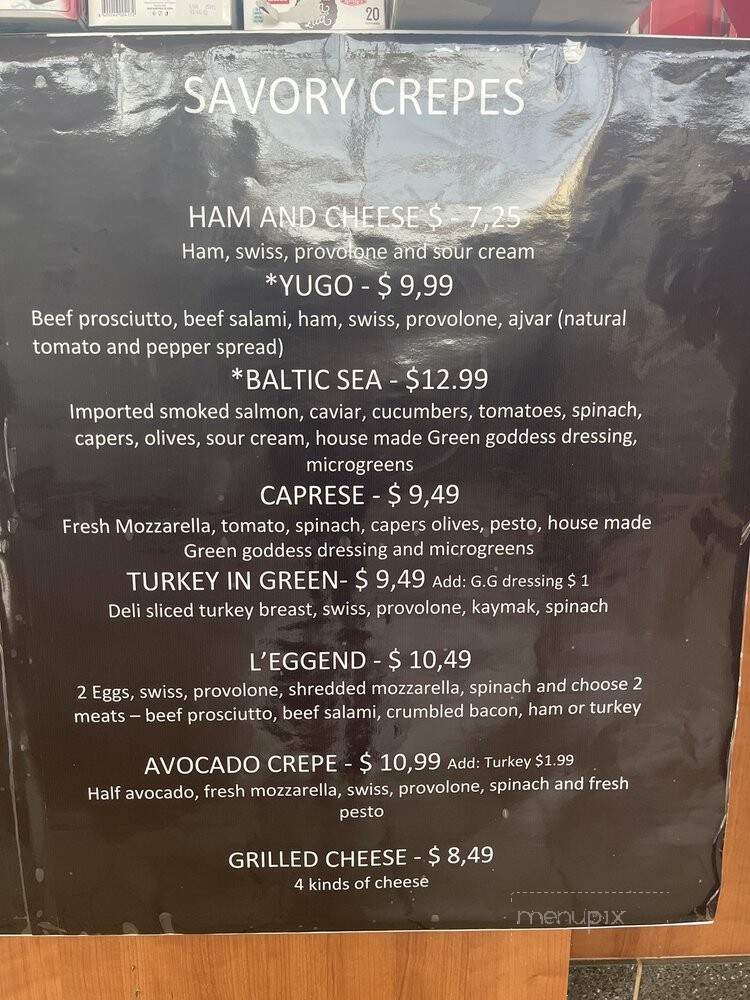 20
SAVORY CREPES
HAM AND CHEESE $ - 7,25
Ham, swiss, provolone and sour cream
*YUGO - $ 9,99
Beef prosciutto, beef salami, ham, swiss, provolone, ajvar (natural
tomato and pepper spread)
*BALTIC SEA - $12.99
Imported smoked salmon, caviar, cucumbers, tomatoes, spinach,
capers, olives, sour cream, house made Green goddess dressing,
microgreens
CAPRESE - $ 9,49
Fresh Mozzarella, tomato, spinach, capers olives, pesto, house made
Green goddess dressing and microgreens
TURKEY IN GREEN- $ 9,49 Add: G.G dressing $ 1
Deli sliced turkey breast, swiss, provolone, kaymak, spinach
L'EGGEND - $ 10,49
2 Eggs, swiss, provolone, shredded mozzarella, spinach and choose 2
meats – beef prosciutto, beef salami, crumbled bacon, ham or turkey
AVOCADO CREPE - $ 10,99 Add: Turkey $1.99
Half avocado, fresh mozzarella, swiss, provolone, spinach and fresh
pesto
GRILLED CHEESE - $ 8,49
4 kinds of cheese
menupix